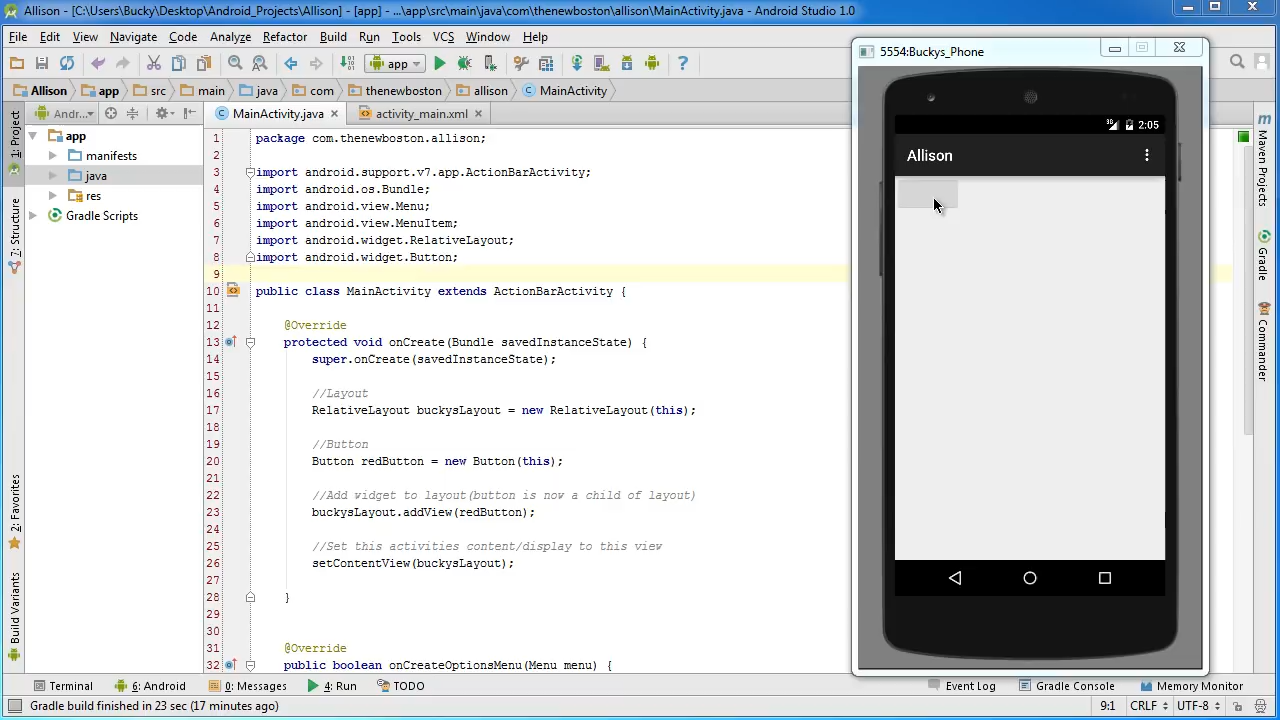 Allison - [C:\Users\Bucky\Desktop\Android_Projects\Allison] - [app] - ...\app\src\main\java\com\thenewboston\allison\MainActivity.java - Android Studio 1.0
File Edit View Navigate Code Analyze Refactor Build Run Tools VCS Window Help
app
Allison app src main java com thenewboston allison MainActivity
Andr...
MainActivity.java
activity_main.xml
1: Project
7: Structure
2: Favorites
Build Variants
app
manifests
java
res
Gradle Scripts
1 package com.thenewboston.allison;
2
3 import android.support.v7.app.ActionBarActivity;
4 import android.os.Bundle;
5 import android.view.Menu;
6 import android.view.MenuItem;
7 import android.widget.RelativeLayout;
8 import android.widget.Button;
9
10 public class MainActivity extends ActionBarActivity {
11
12 @Override
13 protected void onCreate(Bundle savedInstanceState) {
14 super.onCreate(savedInstanceState);
15
16 //Layout
17 RelativeLayout buckysLayout = new RelativeLayout(this);
18
19 //Button
20 Button redButton = new Button(this);
21
22 //Add widget to layout(button is now a child of layout)
23 buckysLayout.addView(redButton);
24
25 //Set this activities content/display to this view
26 setContentView(buckysLayout);
27
28 }
29
30
31 @Override
32 public boolean onCreateOptionsMenu(Menu menu) {
5554:Buckys_Phone
3G 2:05
Allison
m Maven Projects
Gradle
Commander
Terminal 6: Android 0: Messages 4: Run TODO Event Log Gradle Console Memory Monitor
Gradle build finished in 23 sec (17 minutes ago) 9:1 CRLF UTF-8